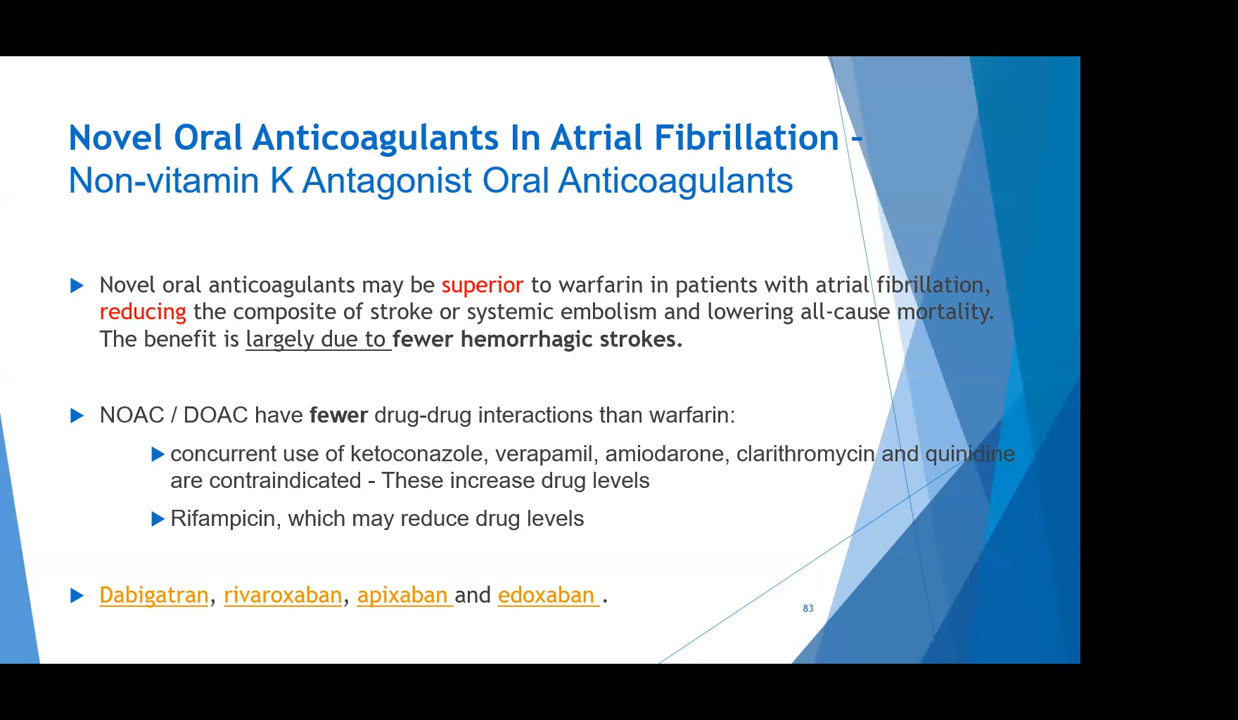 Novel Oral Anticoagulants In Atrial Fibrillation –
Non-vitamin K Antagonist Oral Anticoagulants
Novel oral anticoagulants may be superior to warfarin in patients with atrial fibrillation,
reducing the composite of stroke or systemic embolism and lowering all-cause mortality.
The benefit is largely due to fewer hemorrhagic strokes.
NOAC / DOAC have fewer drug-drug interactions than warfarin:
concurrent use of ketoconazole, verapamil, amiodarone, clarithromycin and quinidine
are contraindicated - These increase drug levels
Rifampicin, which may reduce drug levels
Dabigatran, rivaroxaban, apixaban and edoxaban .
83